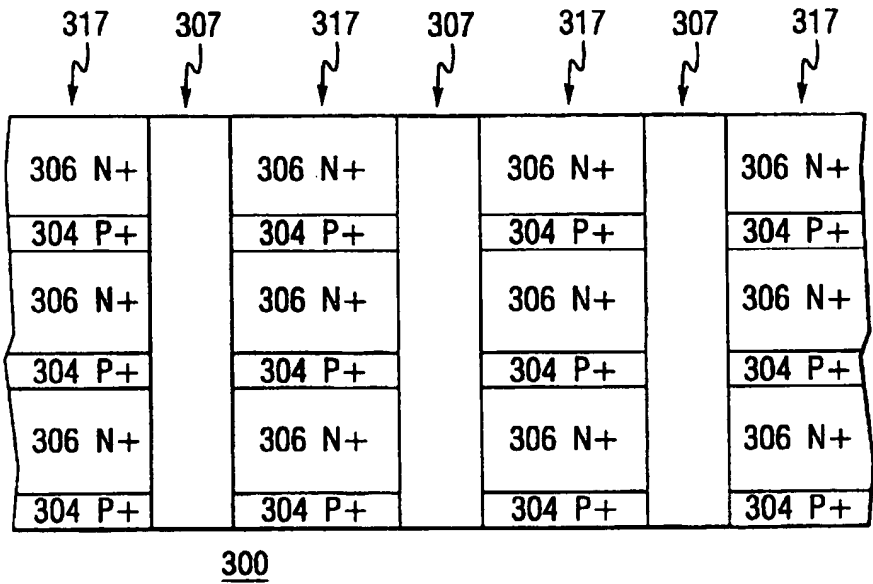 317 307 317 307 317 307 317
306 N+ 306 N+ 306 N+ 306 N+
304 P+ 304 P+ 304 P+ 304 P+
306 N+ 306 N+ 306 N+ 306 N+
304 P+ 304 P+ 304 P+ 304 P+
306 N+ 306 N+ 306 N+ 306 N+
304 P+ 304 P+ 304 P+ 304 P+
300